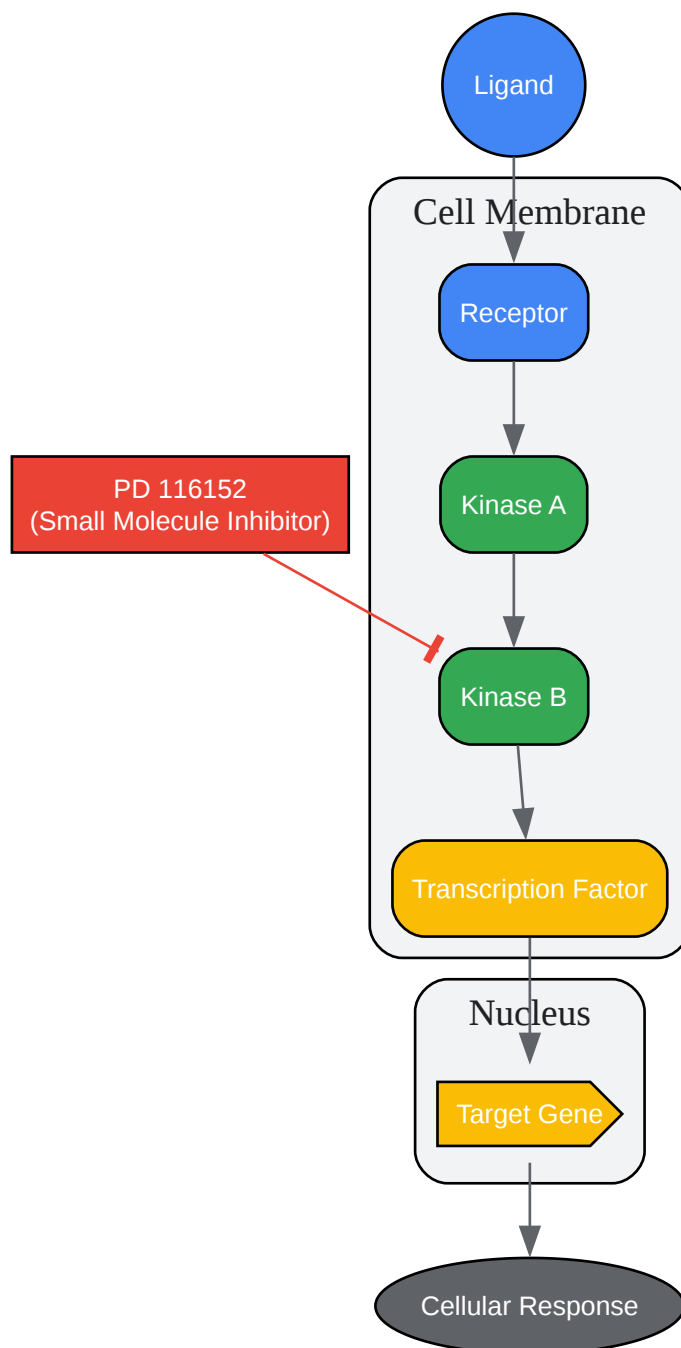 Ligand
Cell Membrane
Receptor
PD 116152
(Small Molecule Inhibitor)
Kinase A
Kinase B
Transcription Factor
Nucleus
Target Gene
Cellular Response